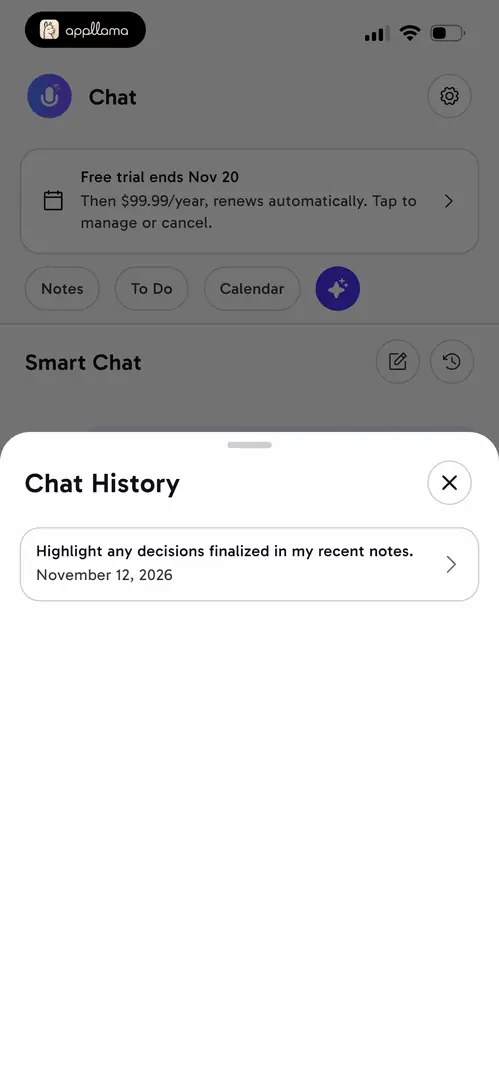 appllama
Chat
Free trial ends Nov 20
Then $99.99/year, renews automatically. Tap to
manage or cancel.
Notes
To Do
Calendar
Smart Chat
Chat History
Highlight any decisions finalized in my recent notes.
November 12, 2026